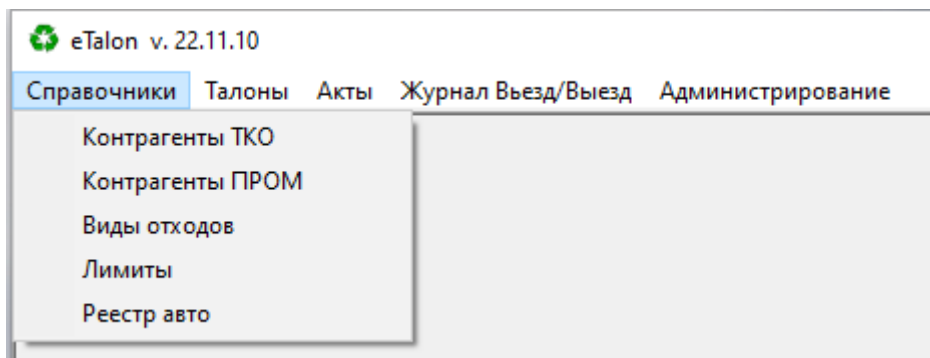 eTalon v. 22.11.10
Справочники Талоны Акты Журнал Вьезд/Выезд Администрирование
Контрагенты ТКО
Контрагенты ПРОМ
Виды отходов
Лимиты
Реестр авто